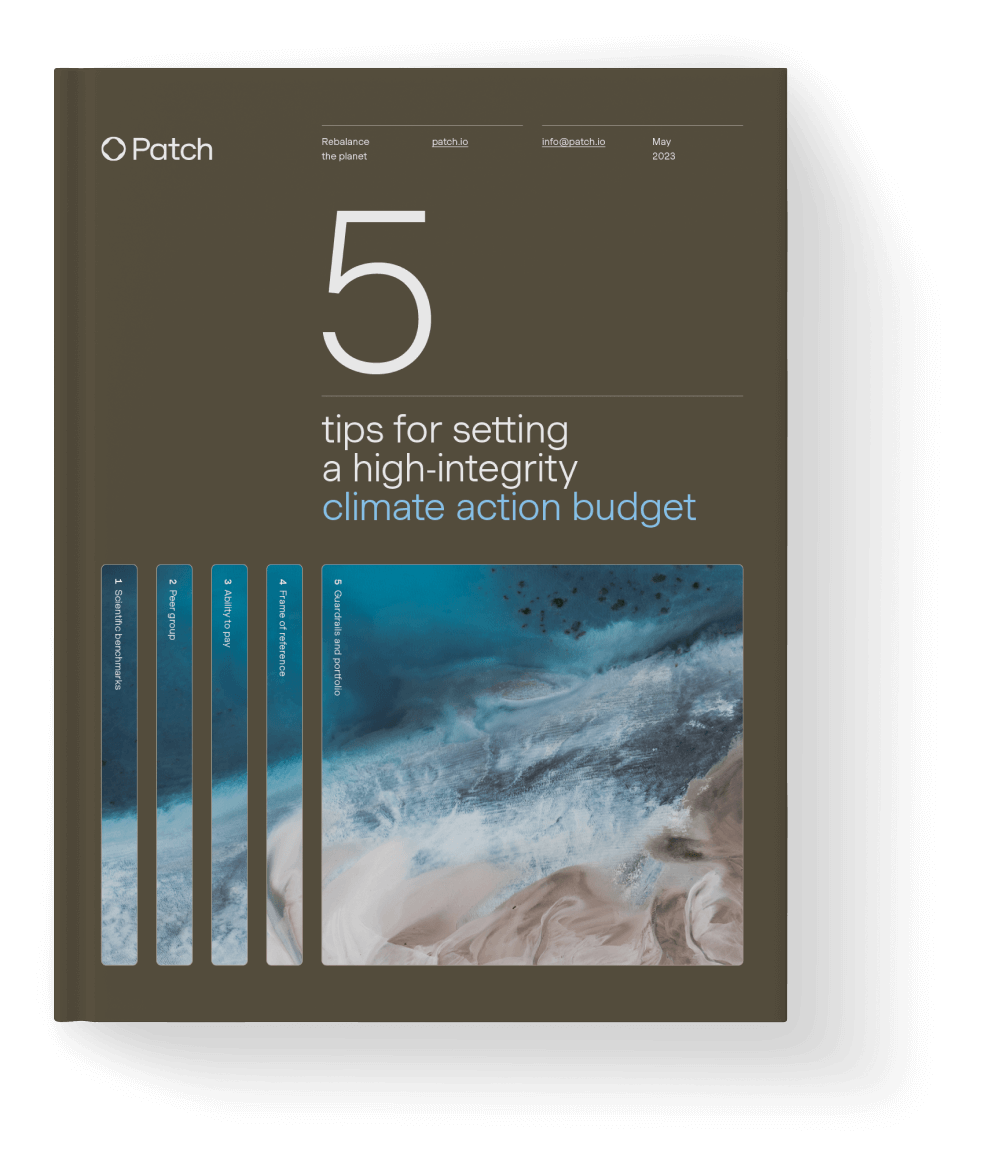 Patch
Rebalance
the planet
patch.io
info@patch.io
May
2023
5
tips for setting
a high-integrity
climate action budget
1 Scientific benchmarks
2 Peer group
3 Ability to pay
4 Frame of reference
5 Guardrails and portfolio